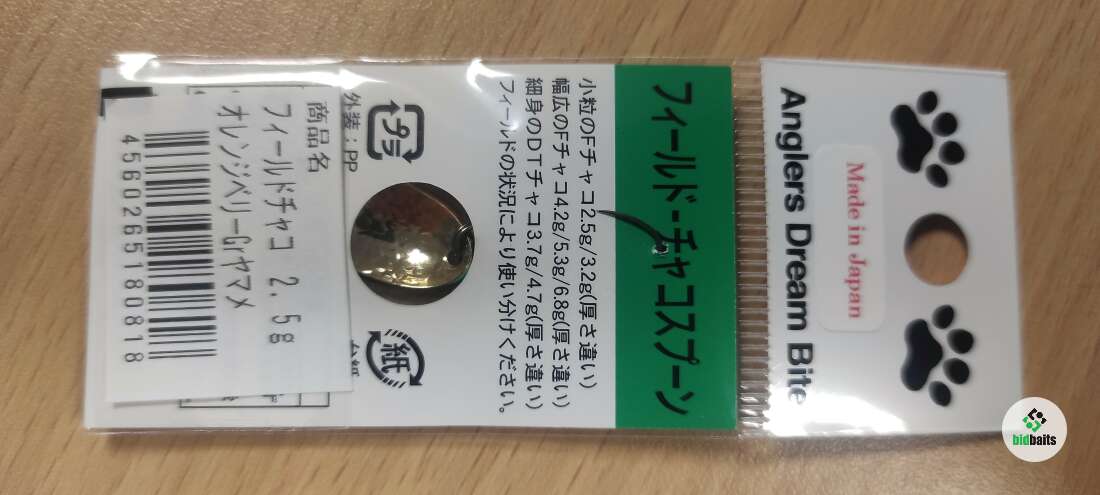 Anglers Dream Bite
Made in Japan
フィールド-チャコスプーン
小粒のFチャコ2.5g/3.2g(厚さ違い)
幅広のFチャコ4.2g/5.3g/6.8g(厚さ違い)
細身のDTチャコ3.7g/4.7g(厚さ違い)
フィールドの状況により使い分けください。
プラ
外装：PP
紙
商品名
フィールドチャコ 2.5g
オレンジベリーGrヤマメ
4560265180818
bidbaits